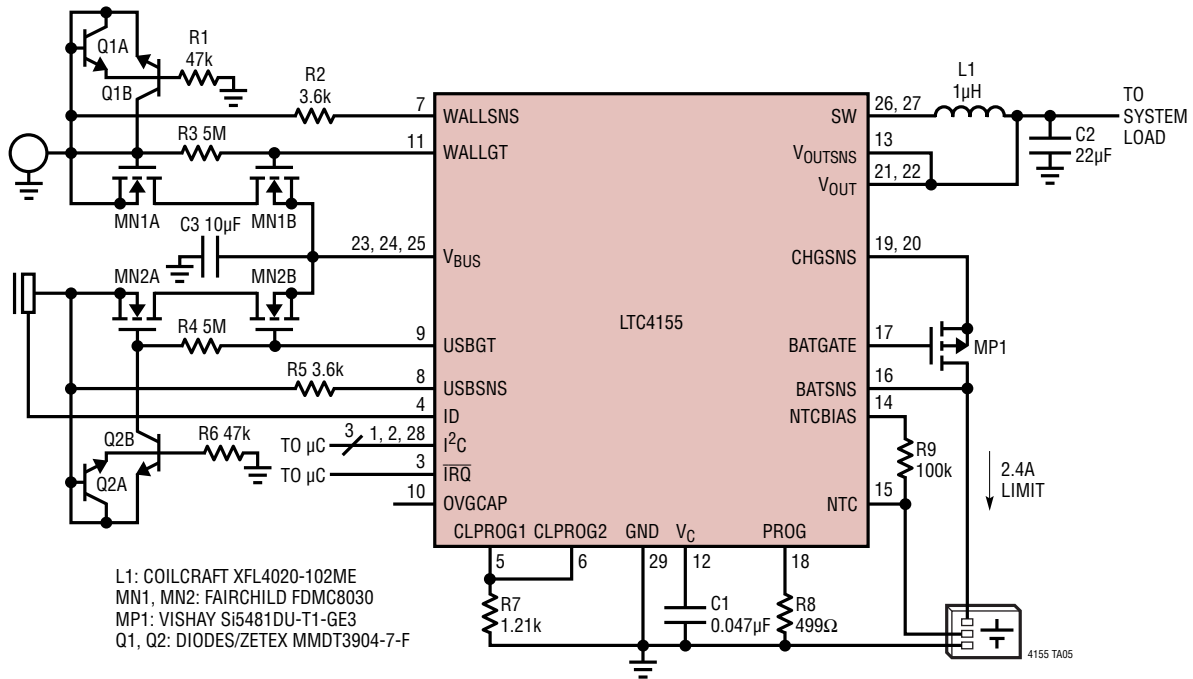 Q1A
R1
47k
Q1B
R2
3.6k
7
WALLSNS
R3 5M
11
WALLGT
MN1A
MN1B
C3 10µF
23, 24, 25
VBUS
MN2A
MN2B
R4 5M
9
USBGT
R5 3.6k
8
USBSNS
4
ID
Q2B
R6 47k
TO µC
3
1, 2, 28
I²C
TO µC
3
IRQ
Q2A
10
OVGCAP
LTC4155
SW
26, 27
L1
1µH
TO
SYSTEM
LOAD
C2
22µF
VOUTSNS
13
VOUT
21, 22
CHGSNS
19, 20
BATGATE
17
MP1
BATSNS
16
NTCBIAS
14
R9
100k
2.4A
LIMIT
NTC
15
CLPROG1
CLPROG2
GND
VC
PROG
5
6
29
12
18
R7
1.21k
C1
0.047µF
R8
499Ω
L1: COILCRAFT XFL4020-102ME
MN1, MN2: FAIRCHILD FDMC8030
MP1: VISHAY Si5481DU-T1-GE3
Q1, Q2: DIODES/ZETEX MMDT3904-7-F
4155 TA05